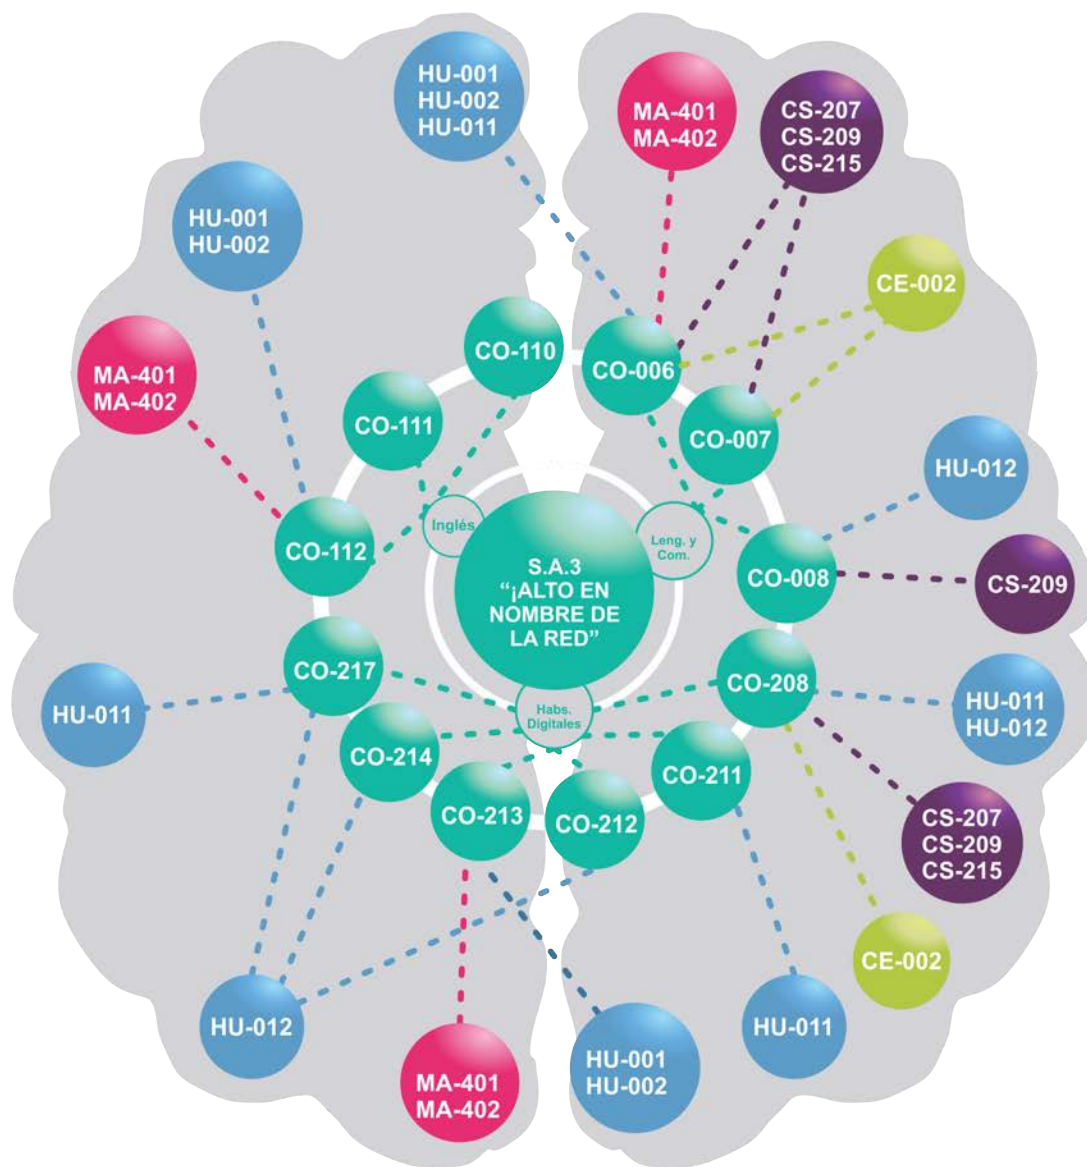 HU-001
HU-002
HU-011
MA-401
MA-402
CS-207
CS-209
CS-215
HU-001
HU-002
CE-002
CO-110
CO-006
MA-401
MA-402
CO-111
CO-007
HU-012
Inglés
Leng. y
Com.
CO-112
CO-008
CS-209
S.A.3
“¡ALTO EN
NOMBRE DE
LA RED”
CO-217
CO-208
HU-011
HU-011
HU-012
Habs.
Digitales
CO-214
CO-211
CO-213
CO-212
CS-207
CS-209
CS-215
CE-002
HU-012
HU-011
MA-401
MA-402
HU-001
HU-002